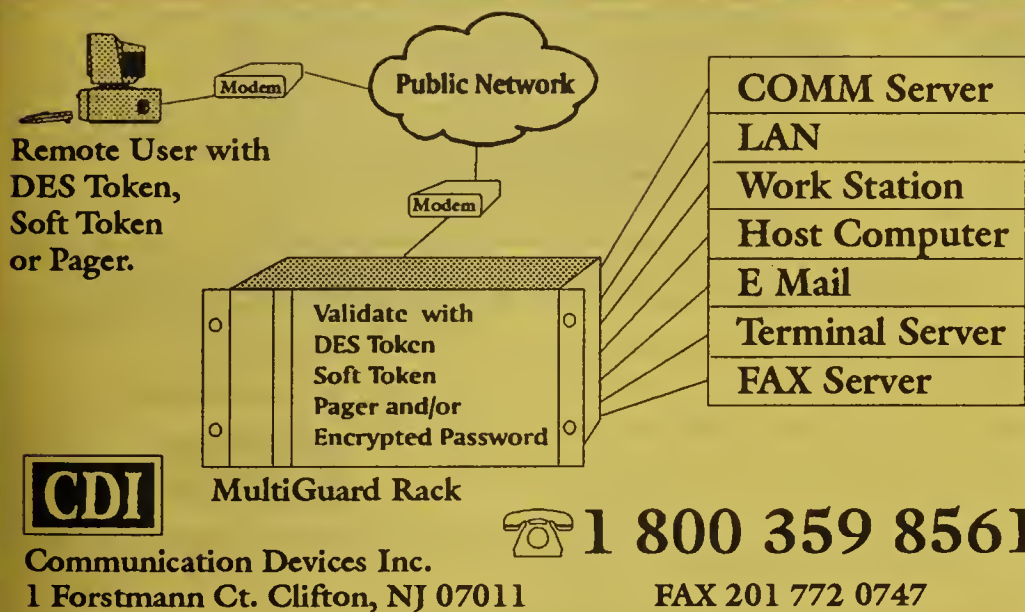 Modem
Public Network
Remote User with
DES Token,
Soft Token
or Pager.
Modem
Validate with
DES Token
Soft Token
Pager and/or
Encrypted Password
MultiGuard Rack
COMM Server
LAN
Work Station
Host Computer
E Mail
Terminal Server
FAX Server
CDI
1 800 359 8561
Communication Devices Inc.
1 Forstmann Ct. Clifton, NJ 07011
FAX 201 772 0747